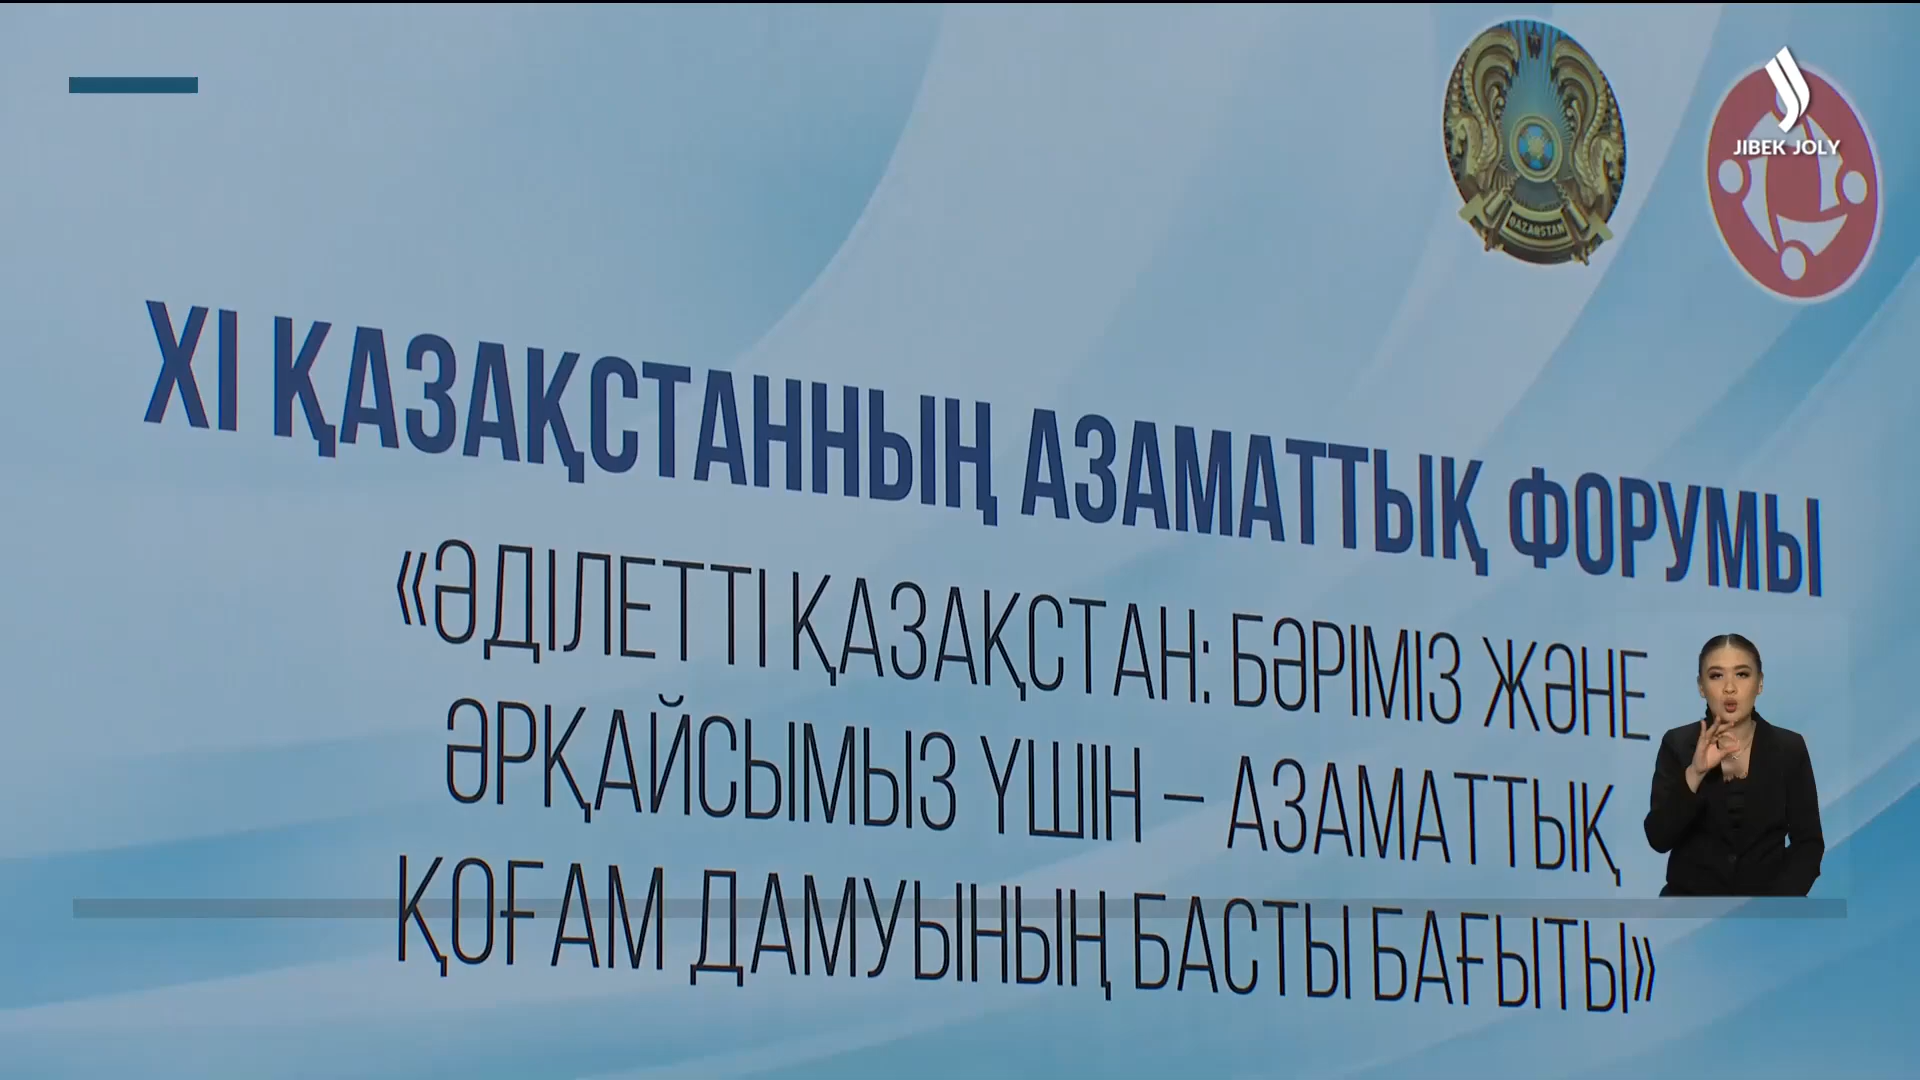 JIBEK JOLY
QAZAQSTAN
XI ҚАЗАҚСТАННЫҢ АЗАМАТТЫҚ ФОРУМЫ
«ӘДІЛЕТТІ ҚАЗАҚСТАН: БӘРІМІЗ ЖӘНЕ
ӘРҚАЙСЫМЫЗ ҮШІН – АЗАМАТТЫҚ
ҚОҒАМ ДАМУЫНЫҢ БАСТЫ БАҒЫТЫ»